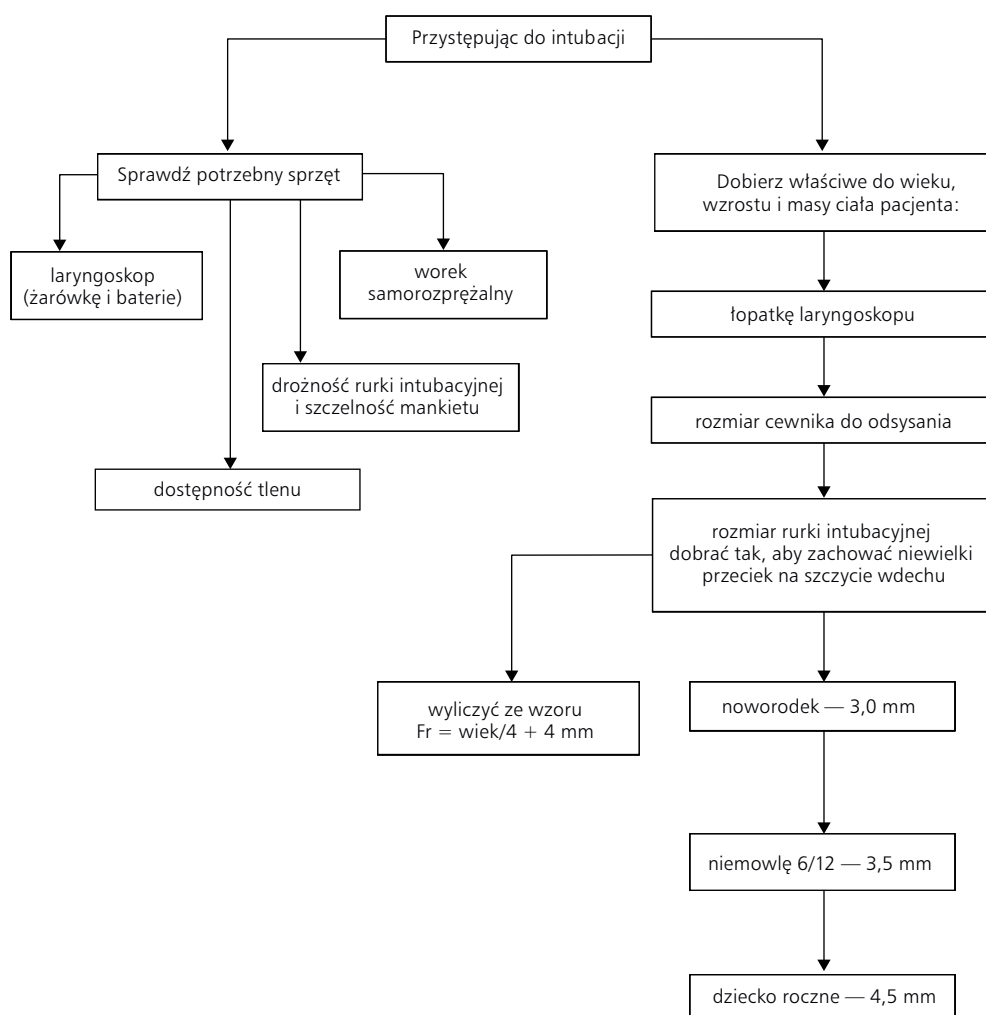 Przystępując do intubacji
Sprawdź potrzebny sprzęt
laryngoskop
(żarówkę i baterie)
worek
samorozprężalny
drożność rurki intubacyjnej
i szczelność mankietu
dostępność tlenu
Dobierz właściwe do wieku,
wzrostu i masy ciała pacjenta:
łopatkę laryngoskopu
rozmiar cewnika do odsysania
rozmiar rurki intubacyjnej
dobrać tak, aby zachować niewielki
przeciek na szczycie wdechu
wyliczyć ze wzoru
Fr = wiek/4 + 4 mm
noworodek — 3,0 mm
niemowlę 6/12 — 3,5 mm
dziecko roczne — 4,5 mm